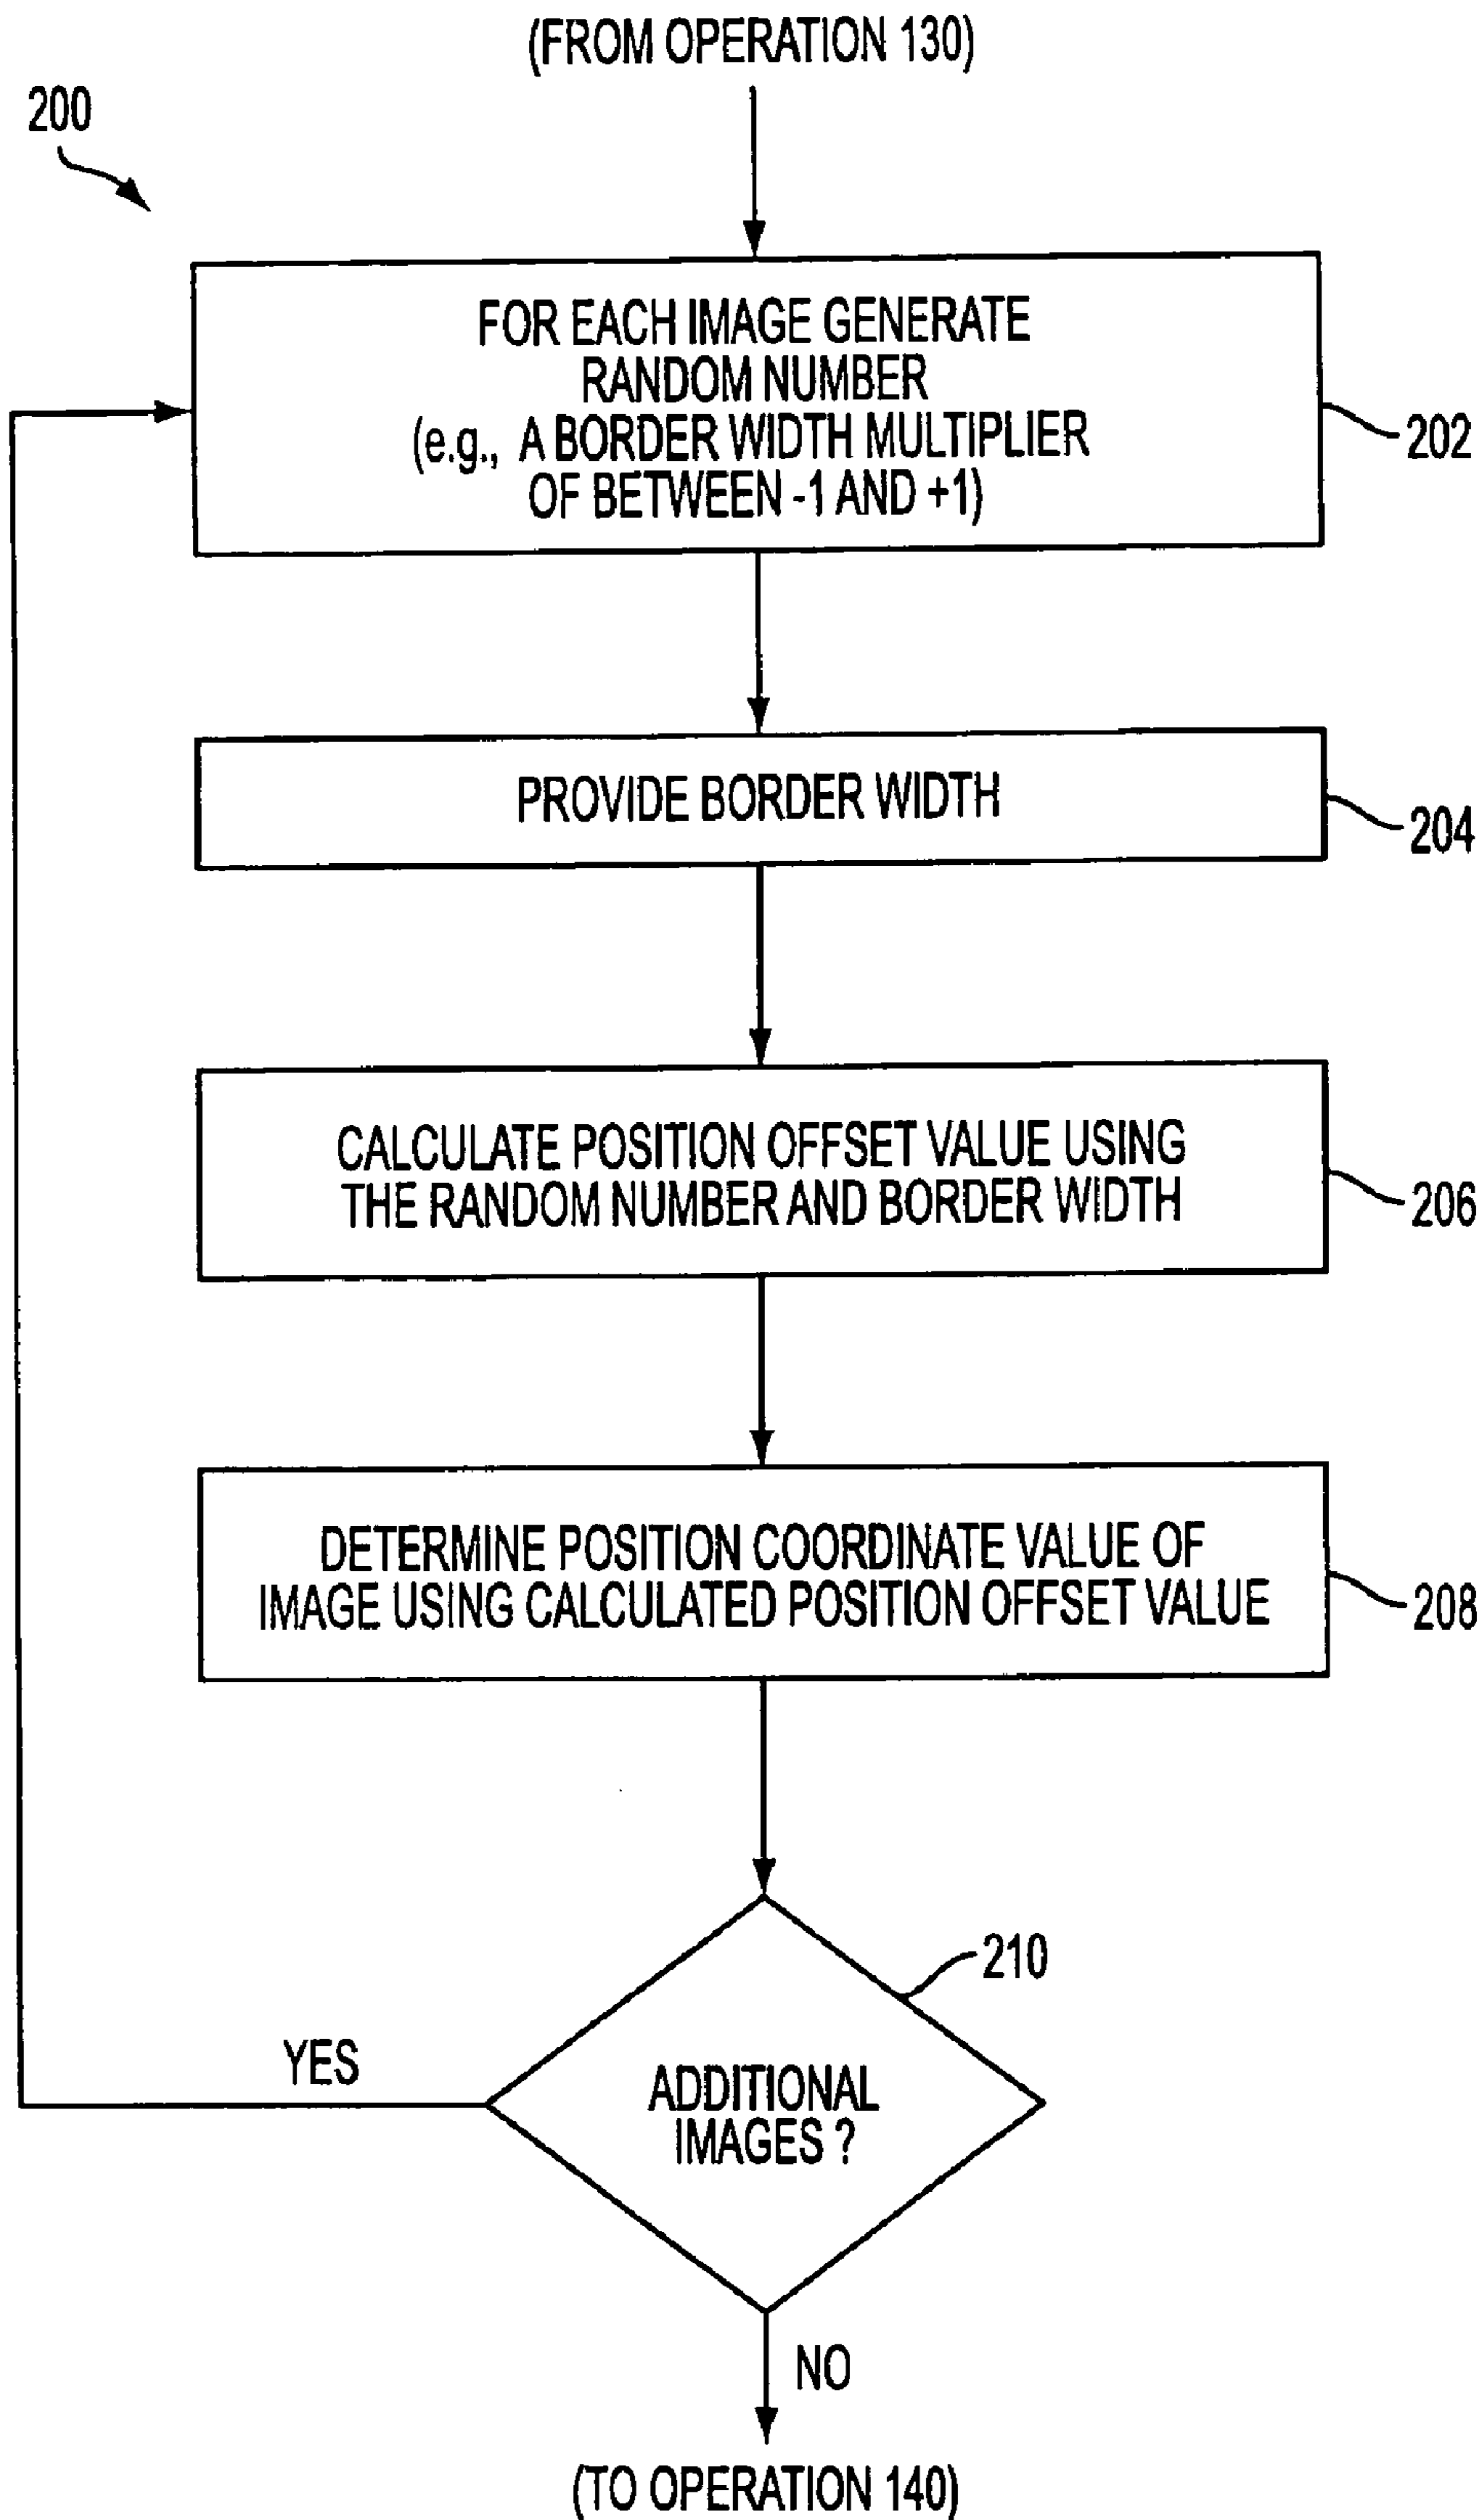 (FROM OPERATION 130)
200
FOR EACH IMAGE GENERATE
RANDOM NUMBER
(e.g., A BORDER WIDTH MULTIPLIER
OF BETWEEN -1 AND +1)
202
PROVIDE BORDER WIDTH
204
CALCULATE POSITION OFFSET VALUE USING
THE RANDOM NUMBER AND BORDER WIDTH
206
DETERMINE POSITION COORDINATE VALUE OF
IMAGE USING CALCULATED POSITION OFFSET VALUE
208
210
YES
ADDITIONAL
IMAGES ?
NO
(TO OPERATION 140)